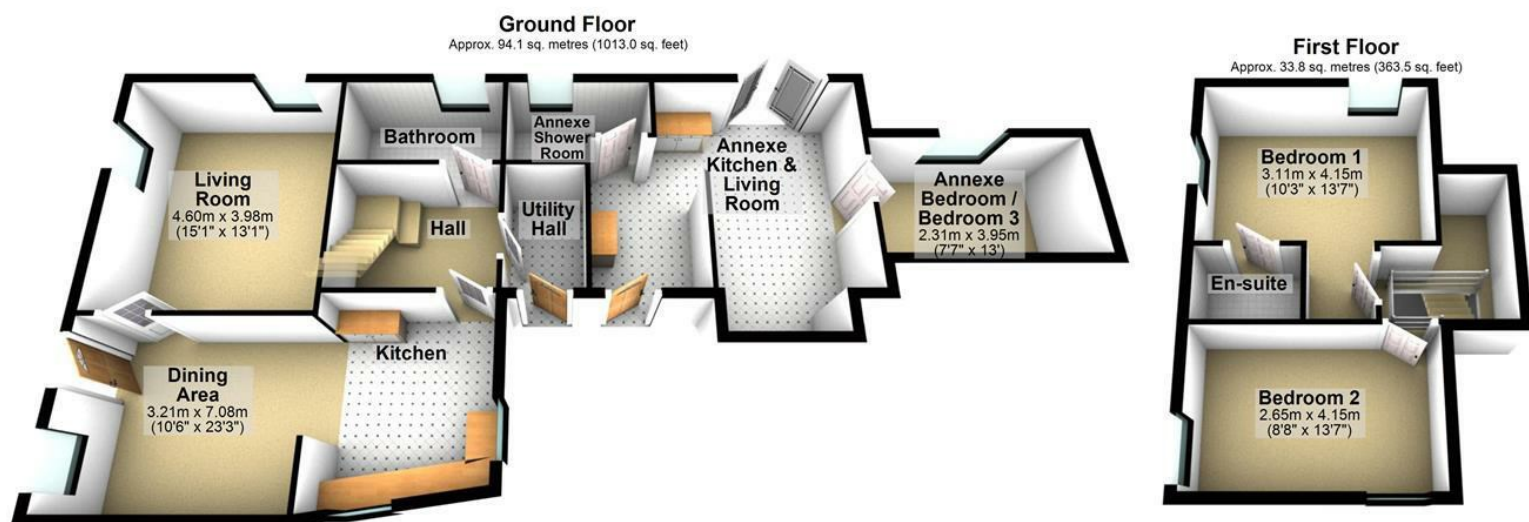 Ground Floor
Approx. 94.1 sq. metres (1013.0 sq. feet)
Living
Room
4.60m x 3.98m
(15'1" x 13'1")
Bathroom
Annexe
Shower
Room
Hall
Utility
Hall
Annexe
Kitchen &
Living
Room
Annexe
Bedroom /
Bedroom 3
2.31m x 3.95m
(7'7" x 13')
Kitchen
Dining
Area
3.21m x 7.08m
(10'6" x 23'3")
First Floor
Approx. 33.8 sq. metres (363.5 sq. feet)
Bedroom 1
3.11m x 4.15m
(10'3" x 13'7")
En-suite
Bedroom 2
2.65m x 4.15m
(8'8" x 13'7")